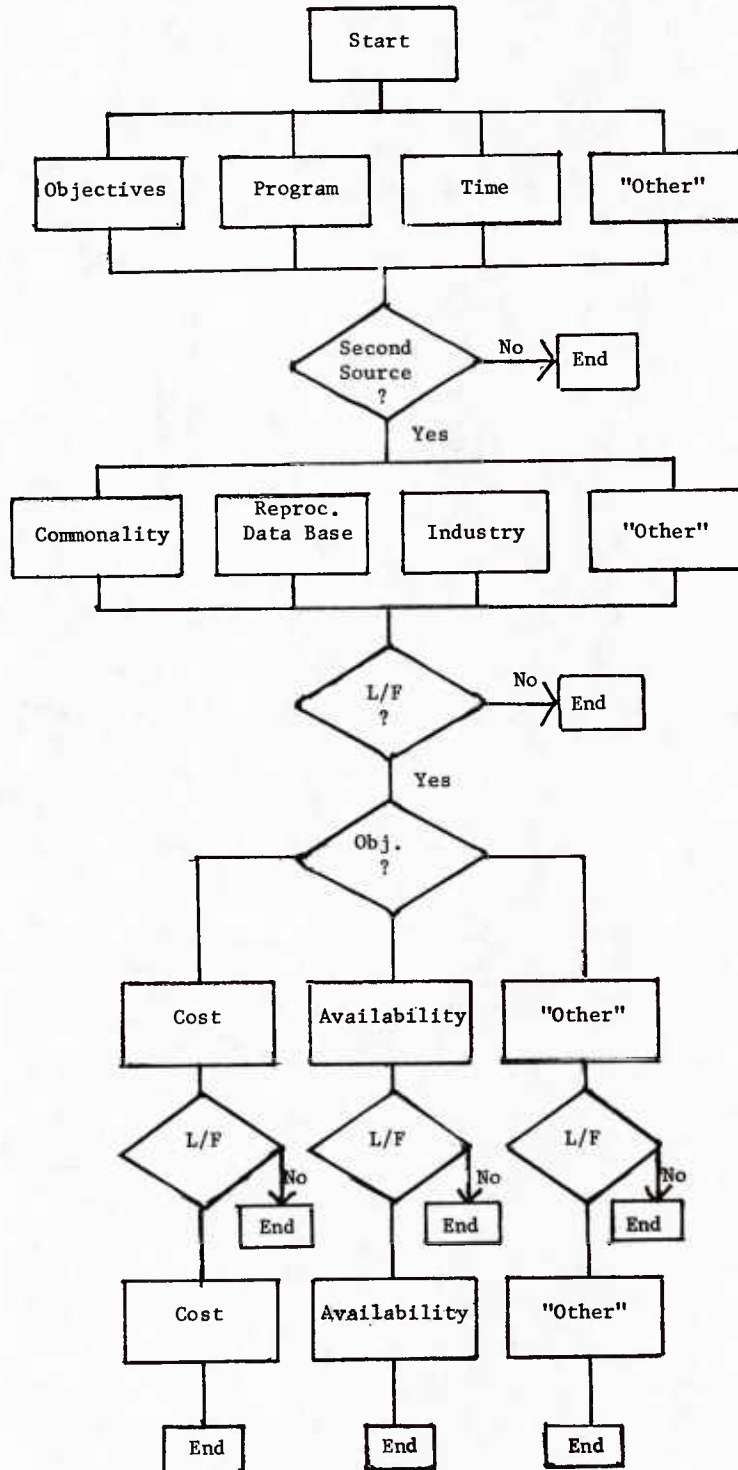 Start
Objectives
Program
Time
"Other"
Second
Source
?
No
End
Yes
Commonality
Reproc.
Data Base
Industry
"Other"
L/F
?
No
End
Yes
Obj.
?
Cost
Availability
"Other"
L/F
L/F
L/F
No
No
No
End
End
End
Cost
Availability
"Other"
End
End
End